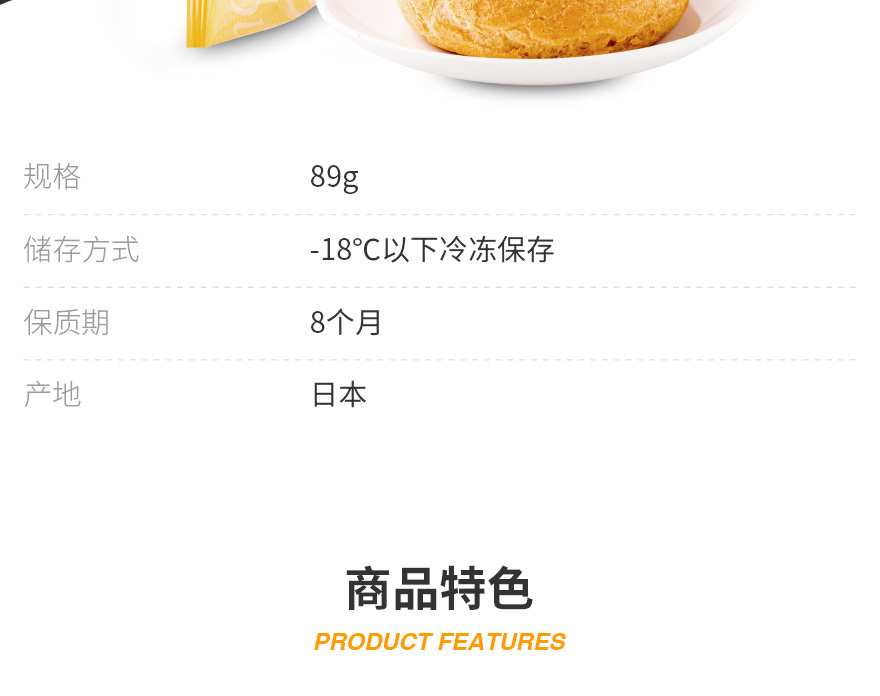 规格 89g
储存方式 -18℃以下冷冻保存
保质期 8个月
产地 日本
商品特色
PRODUCT FEATURES